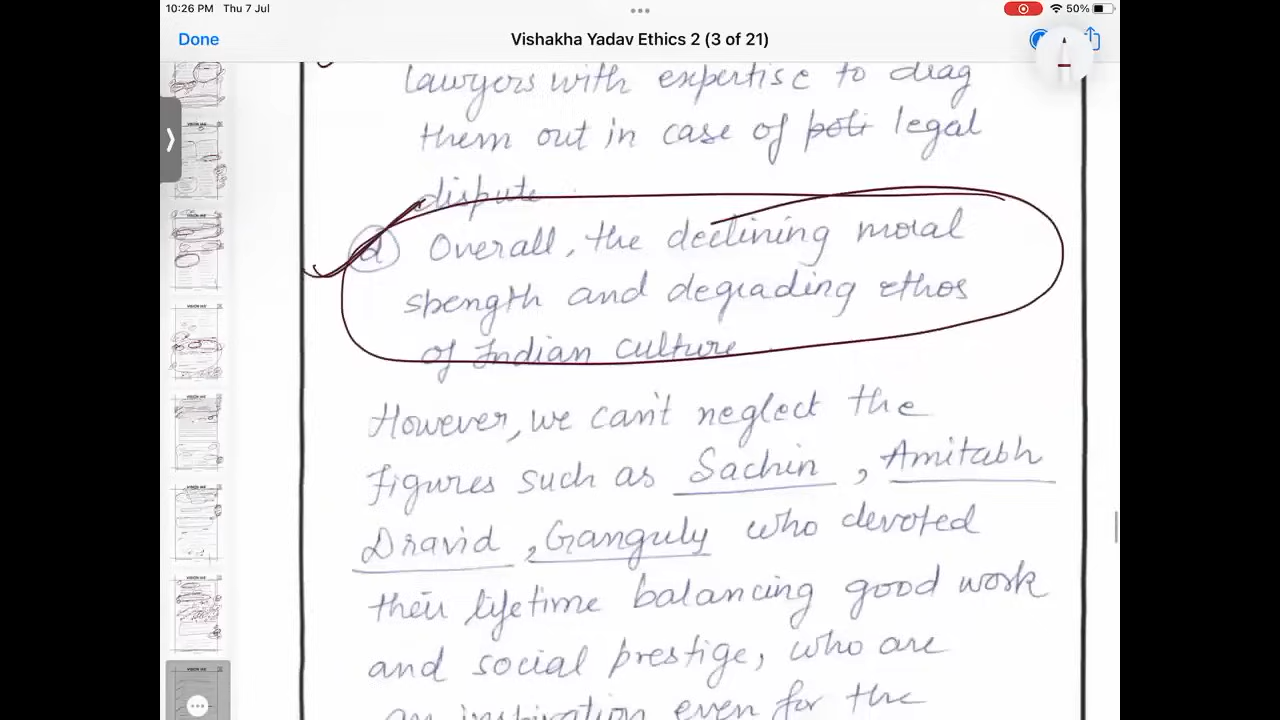 10:26 PM Thu 7 Jul
50%
Done
Vishakha Yadav Ethics 2 (3 of 21)
lawyers with expertise to drag
them out in case of poli legal
dispute.
d Overall, the declining moral
strength and degrading ethos
of Indian culture
However, we can't neglect the
figures such as Sachin, Amitabh
Dravid, Ganguly who devoted
their lifetime balancing good work
and social prestige, who are
an inspiration even for the